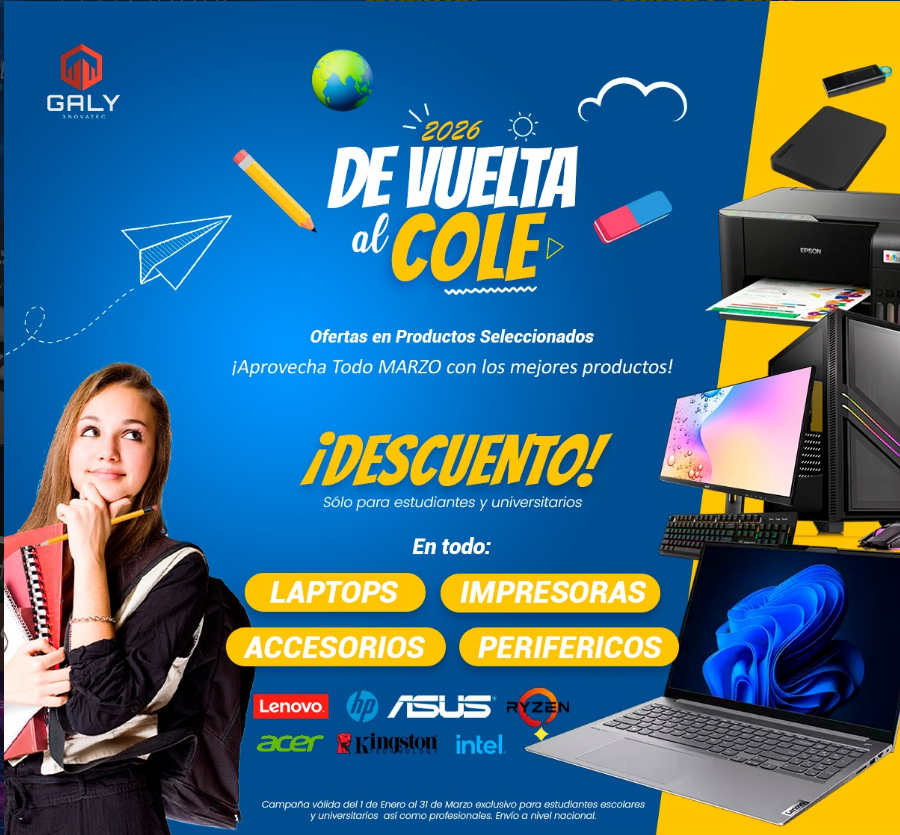 GALY
XNOVATEC
2026
DE VUELTA
al COLE
EPSON
Ofertas en Productos Seleccionados
¡Aprovecha Todo MARZO con los mejores productos!
¡DESCUENTO!
Sólo para estudiantes y universitarios
En todo:
LAPTOPS
IMPRESORAS
ACCESORIOS
PERIFERICOS
Lenovo
hp
ASUS
RYZEN
acer
Kingston
TECHNOLOGY
intel.
Lenovo
Campaña válida del 1 de Enero al 31 de Marzo exclusivo para estudiantes escolares
y universitarios así como profesionales. Envío a nivel nacional.